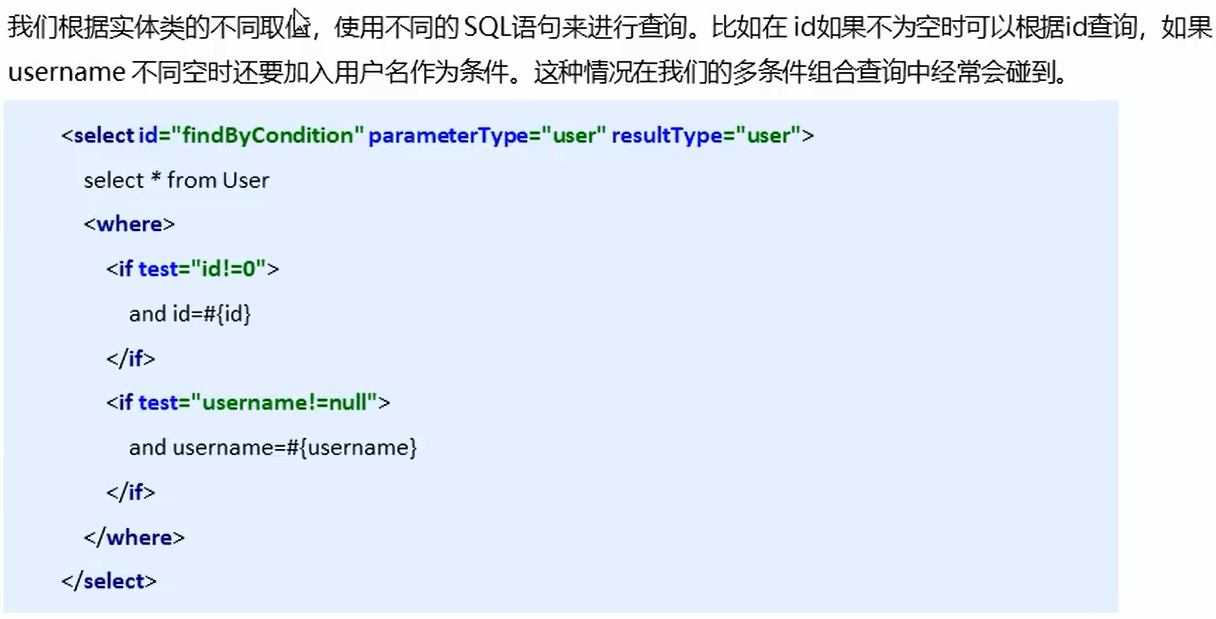 我们根据实体类的不同取值，使用不同的 SQL语句来进行查询。比如在 id如果不为空时可以根据id查询，如果
username 不同空时还要加入用户名作为条件。这种情况在我们的多条件组合查询中经常会碰到。
<select id="findByCondition" parameterType="user" resultType="user">
select * from User
<where>
<if test="id!=0">
and id=#{id}
</if>
<if test="username!=null">
and username=#{username}
</if>
</where>
</select>